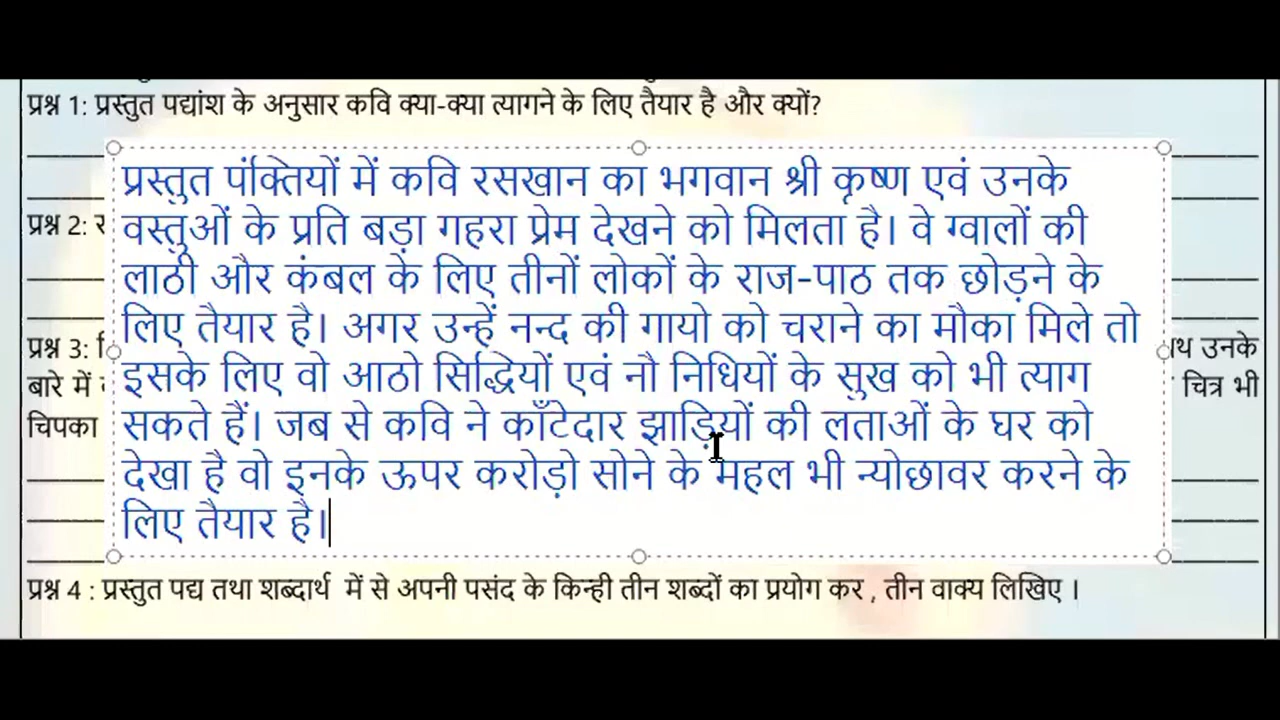 प्रश्न 1: प्रस्तुत पद्यांश के अनुसार कवि क्या-क्या त्यागने के लिए तैयार है और क्यों?
प्रस्तुत पंक्तियों में कवि रसखान का भगवान श्री कृष्ण एवं उनके
वस्तुओं के प्रति बड़ा गहरा प्रेम देखने को मिलता है। वे ग्वालों की
लाठी और कंबल के लिए तीनों लोकों के राज-पाठ तक छोड़ने के
लिए तैयार है। अगर उन्हें नन्द की गायो को चराने का मौका मिले तो
इसके लिए वो आठो सिद्धियों एवं नौ निधियों के सुख को भी त्याग
सकते हैं। जब से कवि ने काँटेदार झाड़ियों की लताओं के घर को
देखा है वो इनके ऊपर करोड़ो सोने के महल भी न्योछावर करने के
लिए तैयार है।
प्रश्न 2:
प्रश्न 3: उनके
बारे में चित्र भी
चिपका
प्रश्न 4 : प्रस्तुत पद्य तथा शब्दार्थ में से अपनी पसंद के किन्ही तीन शब्दों का प्रयोग कर , तीन वाक्य लिखिए ।